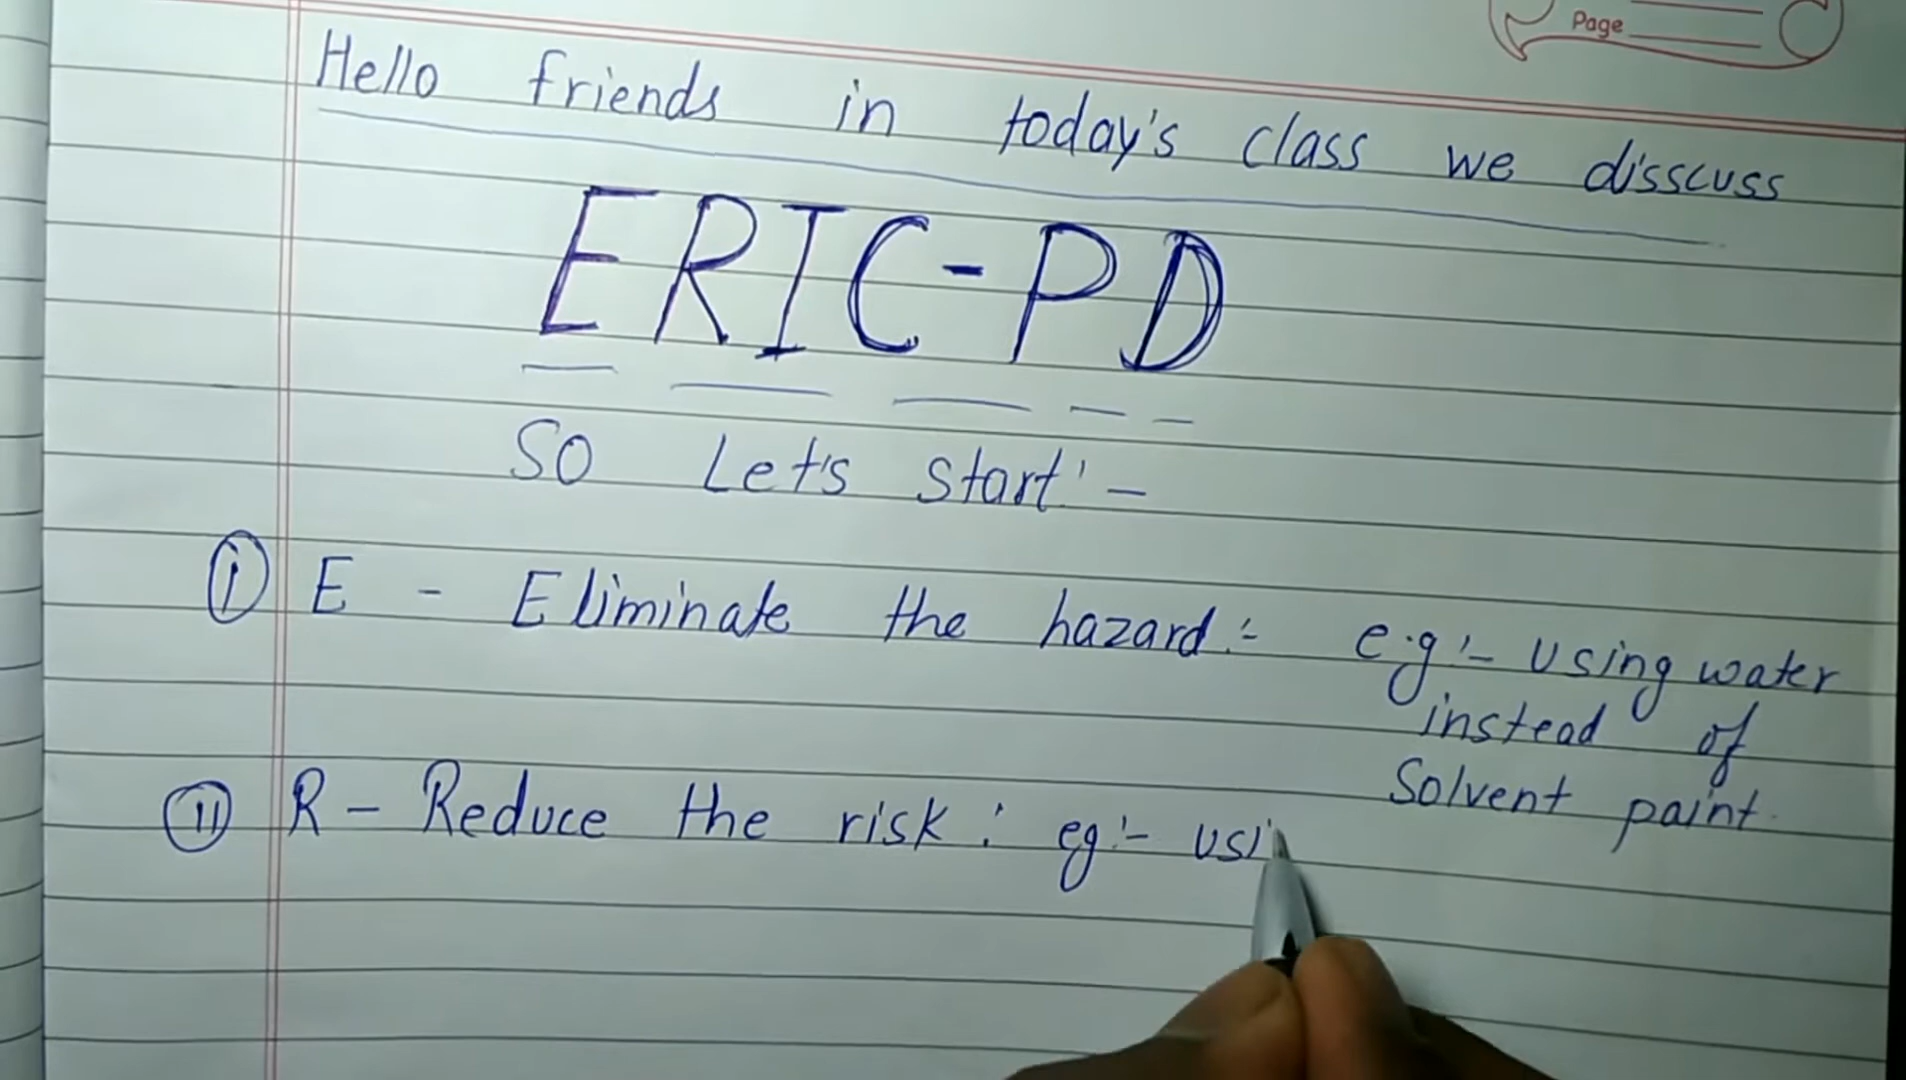 Page
Hello friends in today's class we disscuss
ERIC-PD
SO Let's start:-
(i) E - Eliminate the hazard:- e.g:- using water
instead of
Solvent paint.
(ii) R - Reduce the risk: eg:- usi